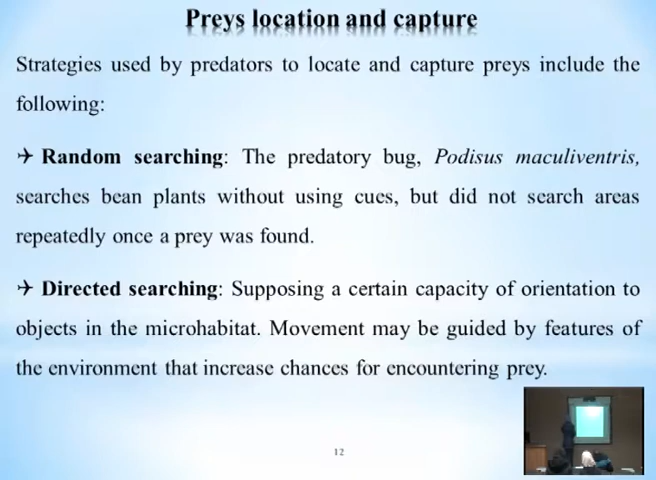 Preys location and capture
Strategies used by predators to locate and capture preys include the
following:
✈ Random searching: The predatory bug, Podisus maculiventris,
searches bean plants without using cues, but did not search areas
repeatedly once a prey was found.
✈ Directed searching: Supposing a certain capacity of orientation to
objects in the microhabitat. Movement may be guided by features of
the environment that increase chances for encountering prey.
12